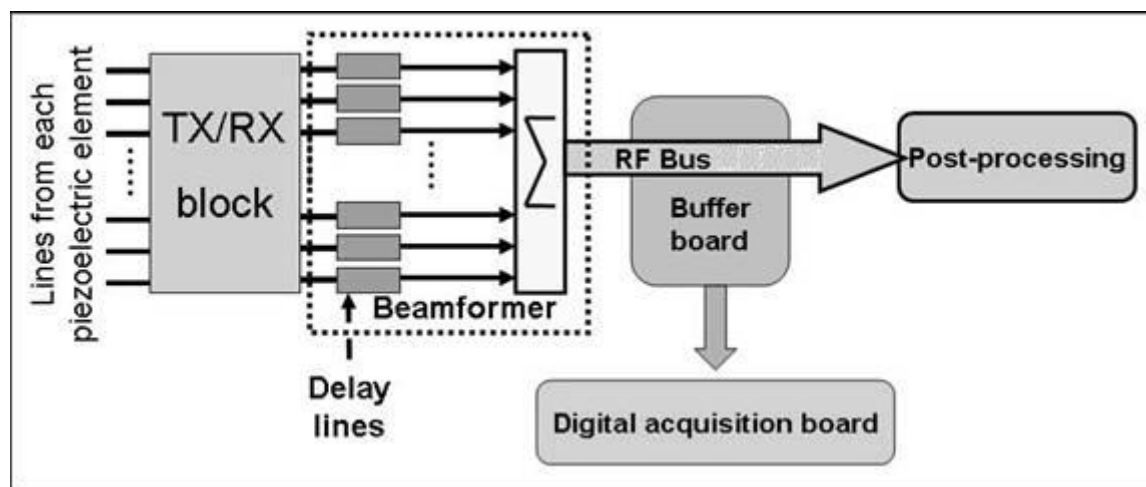 Lines from each
piezoelectric element
TX/RX
block
Σ
Beamformer
Delay
lines
RF Bus
Buffer
board
Post-processing
Digital acquisition board